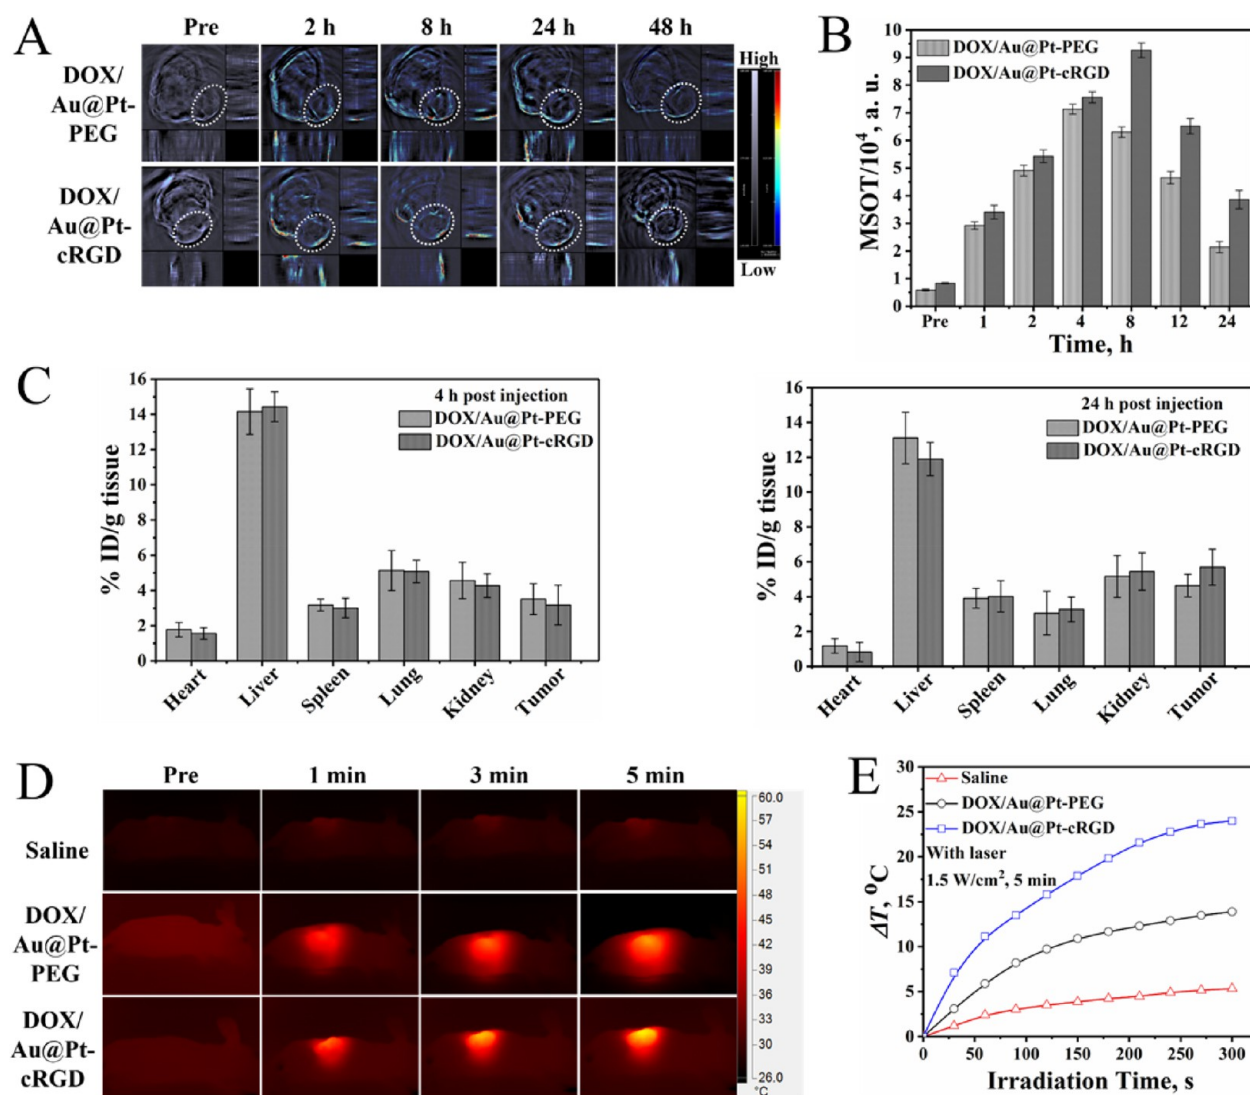 A
Pre 2 h 8 h 24 h 48 h
DOX/
Au@Pt-
PEG
DOX/
Au@Pt-
cRGD
High
Low
B
DOX/Au@Pt-PEG
DOX/Au@Pt-cRGD
MSOT/10⁴, a. u.
10
9
8
7
6
5
4
3
2
1
0
Pre 1 2 4 8 12 24
Time, h
C
4 h post injection
DOX/Au@Pt-PEG
DOX/Au@Pt-cRGD
% ID/g tissue
16
14
12
10
8
6
4
2
0
Heart Liver Spleen Lung Kidney Tumor
24 h post injection
DOX/Au@Pt-PEG
DOX/Au@Pt-cRGD
% ID/g tissue
16
14
12
10
8
6
4
2
0
Heart Liver Spleen Lung Kidney Tumor
D
Pre 1 min 3 min 5 min
Saline
DOX/
Au@Pt-
PEG
DOX/
Au@Pt-
cRGD
60.0
57
54
51
48
45
42
39
36
33
30
26.0
°C
E
Saline
DOX/Au@Pt-PEG
DOX/Au@Pt-cRGD
With laser
1.5 W/cm², 5 min
ΔT, °C
30
25
20
15
10
5
0
0 50 100 150 200 250 300
Irradiation Time, s